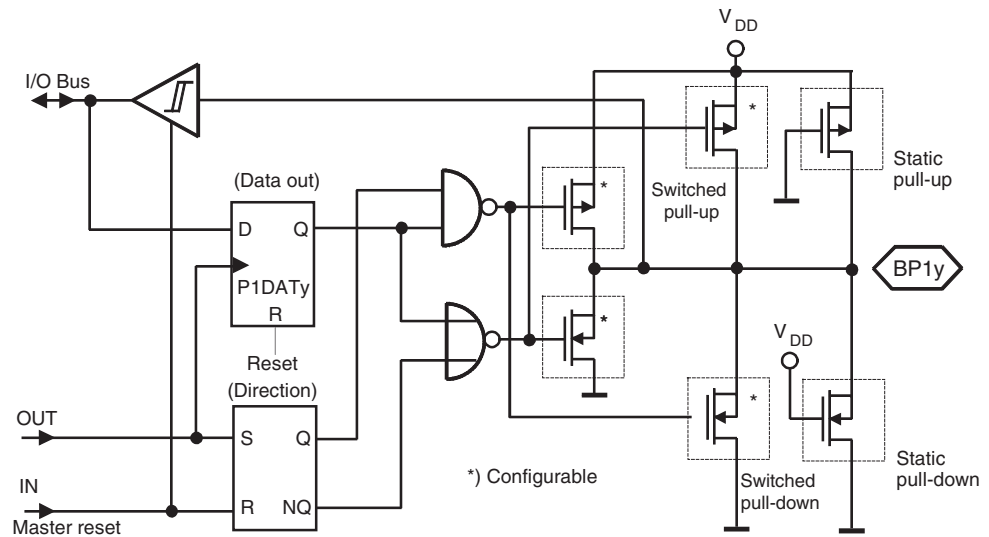 V DD
I/O Bus
*
Static
pull-up
(Data out)
*
Switched
pull-up
D
Q
P1DATy
R
BP1y
*
V DD
Reset
(Direction)
OUT
S
Q
*
*) Configurable
Static
pull-down
IN
R
NQ
Switched
pull-down
Master reset